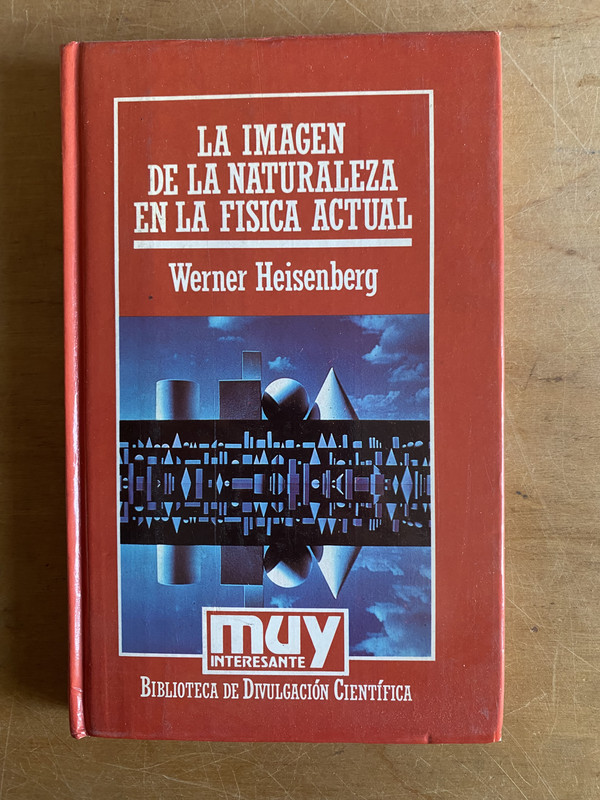 LA IMAGEN
DE LA NATURALEZA
EN LA FISICA ACTUAL
Werner Heisenberg
muy
INTERESANTE
BIBLIOTECA DE DIVULGACIÓN CIENTÍFICA